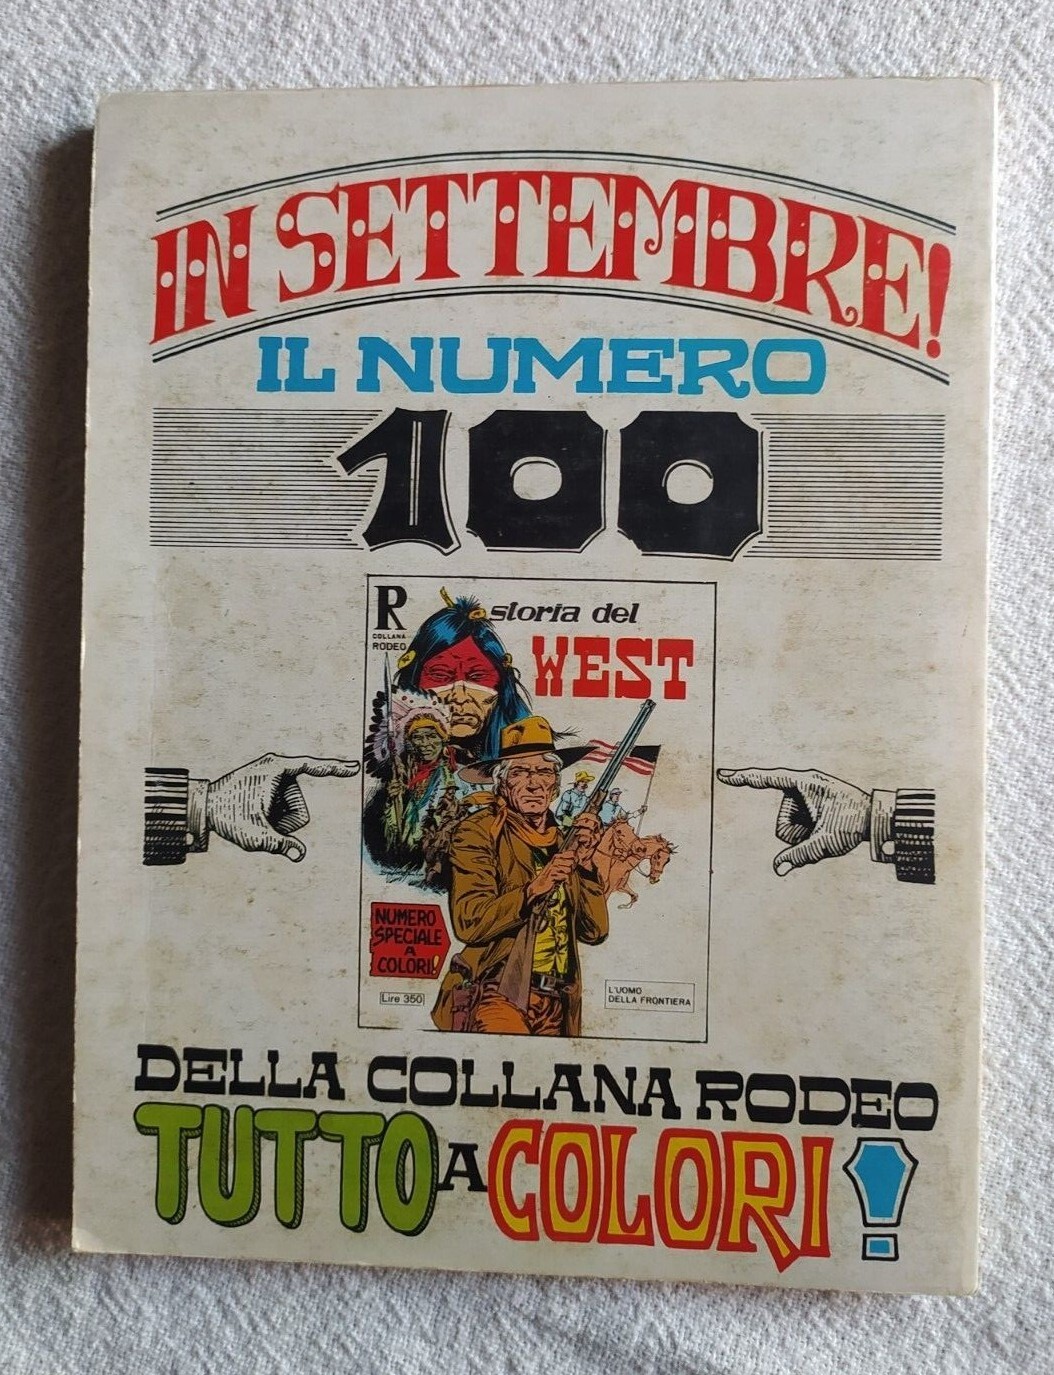 IN SETTEMBRE!
IL NUMERO
100
R
COLLANA
RODEO
storia del
WEST
NUMERO
SPECIALE
A
COLORI!
Lire 350
L'UOMO
DELLA FRONTIERA
DELLA COLLANA RODEO
TUTTO A COLORI!